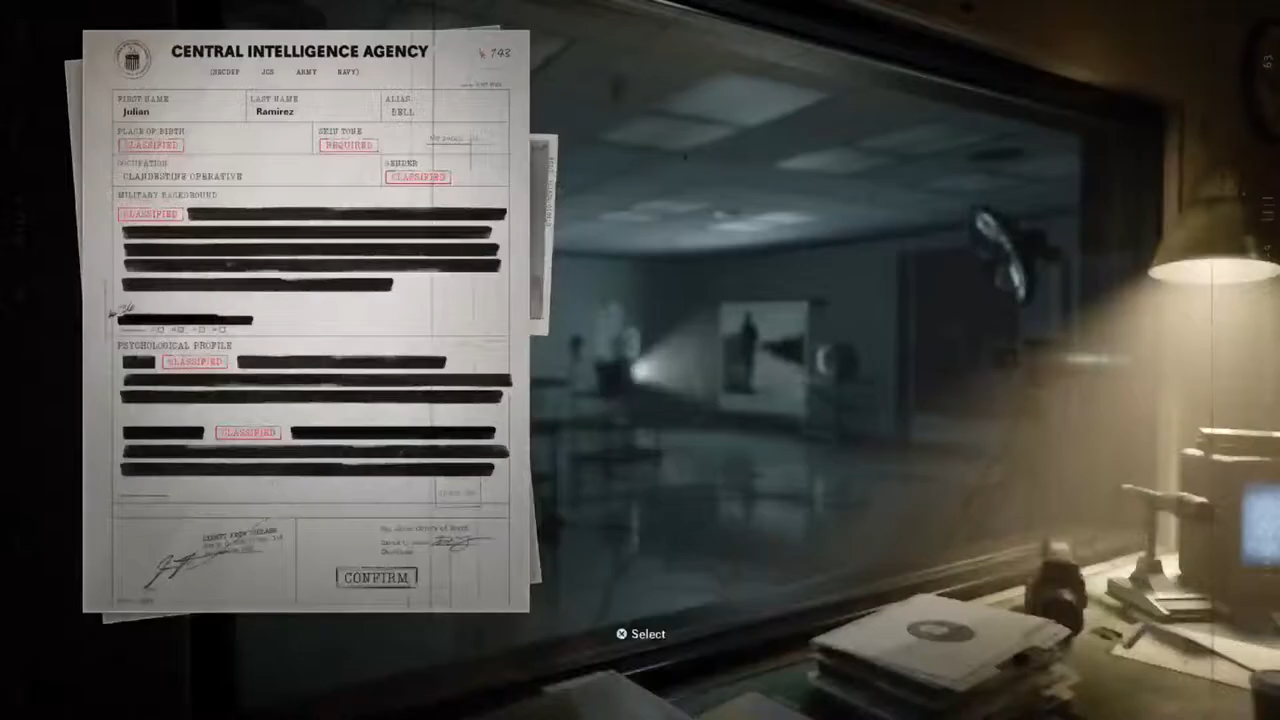 CENTRAL INTELLIGENCE AGENCY
743
(SECDEF JCS ARMY NAVY)
FIRST NAME LAST NAME ALIAS
Julian Ramirez BELL
PLACE OF BIRTH SKIN TONE
CLASSIFIED REQUIRED
OCCUPATION GENDER
CLANDESTINE OPERATIVE CLASSIFIED
MILITARY BACKGROUND
CLASSIFIED
PSYCHOLOGICAL PROFILE
CLASSIFIED
CLASSIFIED
CONFIRM
Select